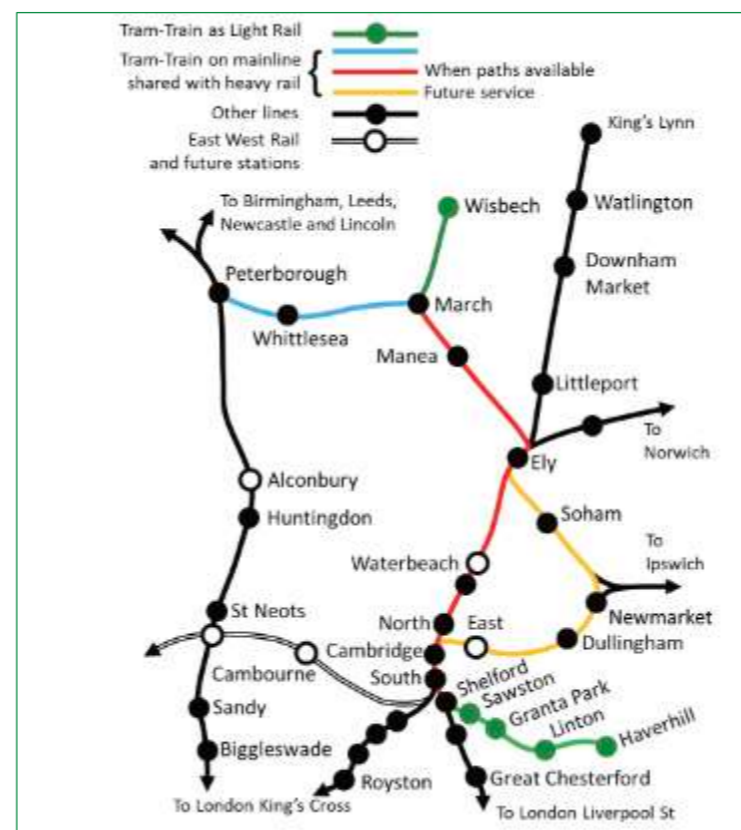 Tram-Train as Light Rail
Tram-Train on mainline
shared with heavy rail
When paths available
Future service
Other lines
East West Rail
and future stations
King's Lynn
To Birmingham, Leeds,
Newcastle and Lincoln
Wisbech
Watlington
Peterborough
Downham
Market
Whittlesea
March
Manea
Littleport
To
Norwich
Ely
Alconbury
Huntingdon
Soham
Waterbeach
To
Ipswich
St Neots
North
East
Newmarket
Dullingham
Cambourne
Cambridge
South
Shelford
Sawston
Granta Park
Linton
Haverhill
Sandy
Biggleswade
Royston
Great Chesterford
To London King's Cross
To London Liverpool St